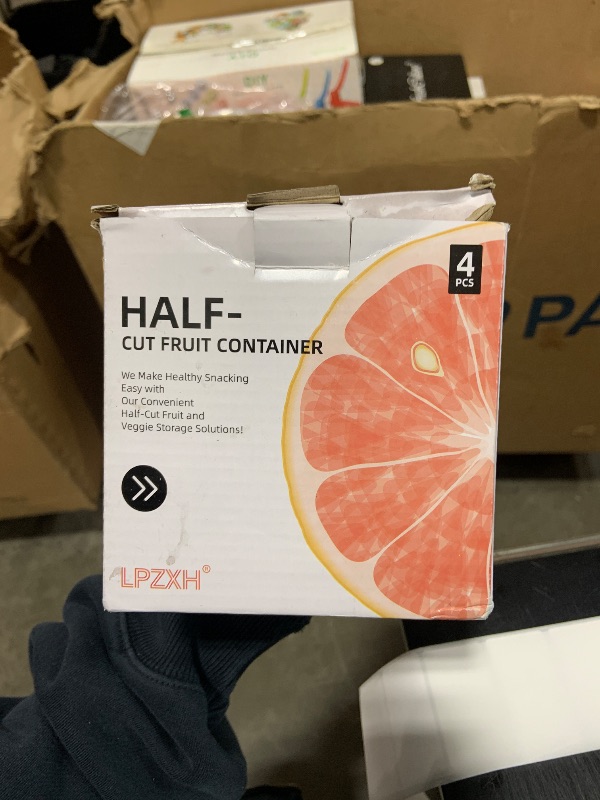 4
PCS
HALF-
CUT FRUIT CONTAINER
We Make Healthy Snacking
Easy with
Our Convenient
Half-Cut Fruit and
Veggie Storage Solutions!
LPZXH®
PA